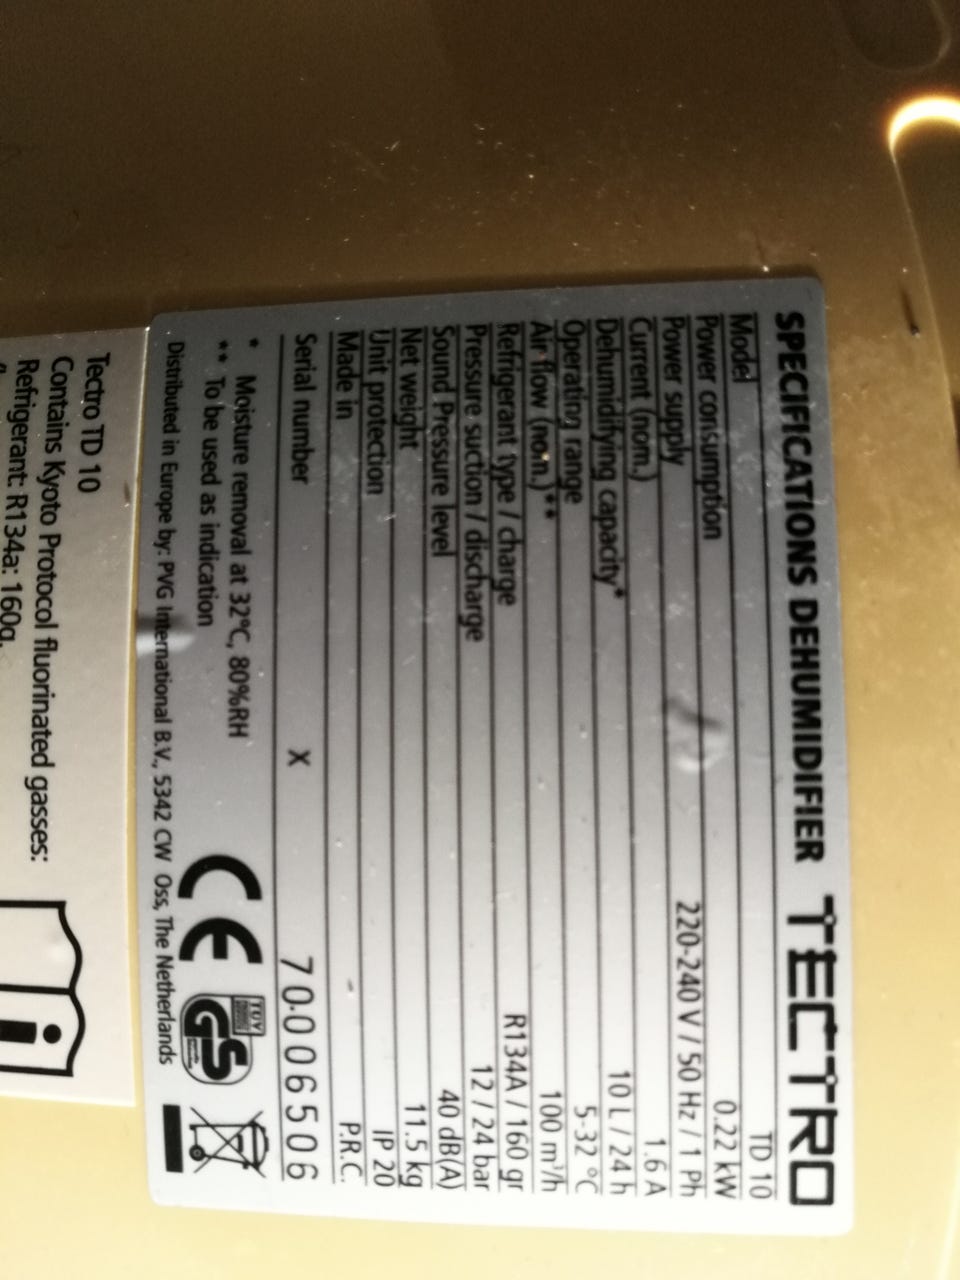 SPECIFICATIONS DEHUMIDIFIER TECTRO
Model TD 10
Power consumption 0.22 kW
Power supply 220-240 V / 50 Hz / 1 Ph
Current (nom.) 1.6 A
Dehumidifying capacity* 10 L / 24 h
Operating range 5-32 °C
Air flow (nom.)** 100 m³/h
Refrigerant type / charge R134A / 160 gr
Pressure suction / discharge 12 / 24 bar
Sound Pressure level 40 dB(A)
Net weight 11.5 kg
Unit protection IP 20
Made in P.R.C.
Serial number X 70.006506
* Moisture removal at 32°C, 80%RH
** To be used as indication
CE TÜV GS
Distributed in Europe by: PVG International B.V., 5342 CW Oss, The Netherlands
Tectro TD 10
Contains Kyoto Protocol fluorinated gasses:
Refrigerant: R134a: 160g.
i